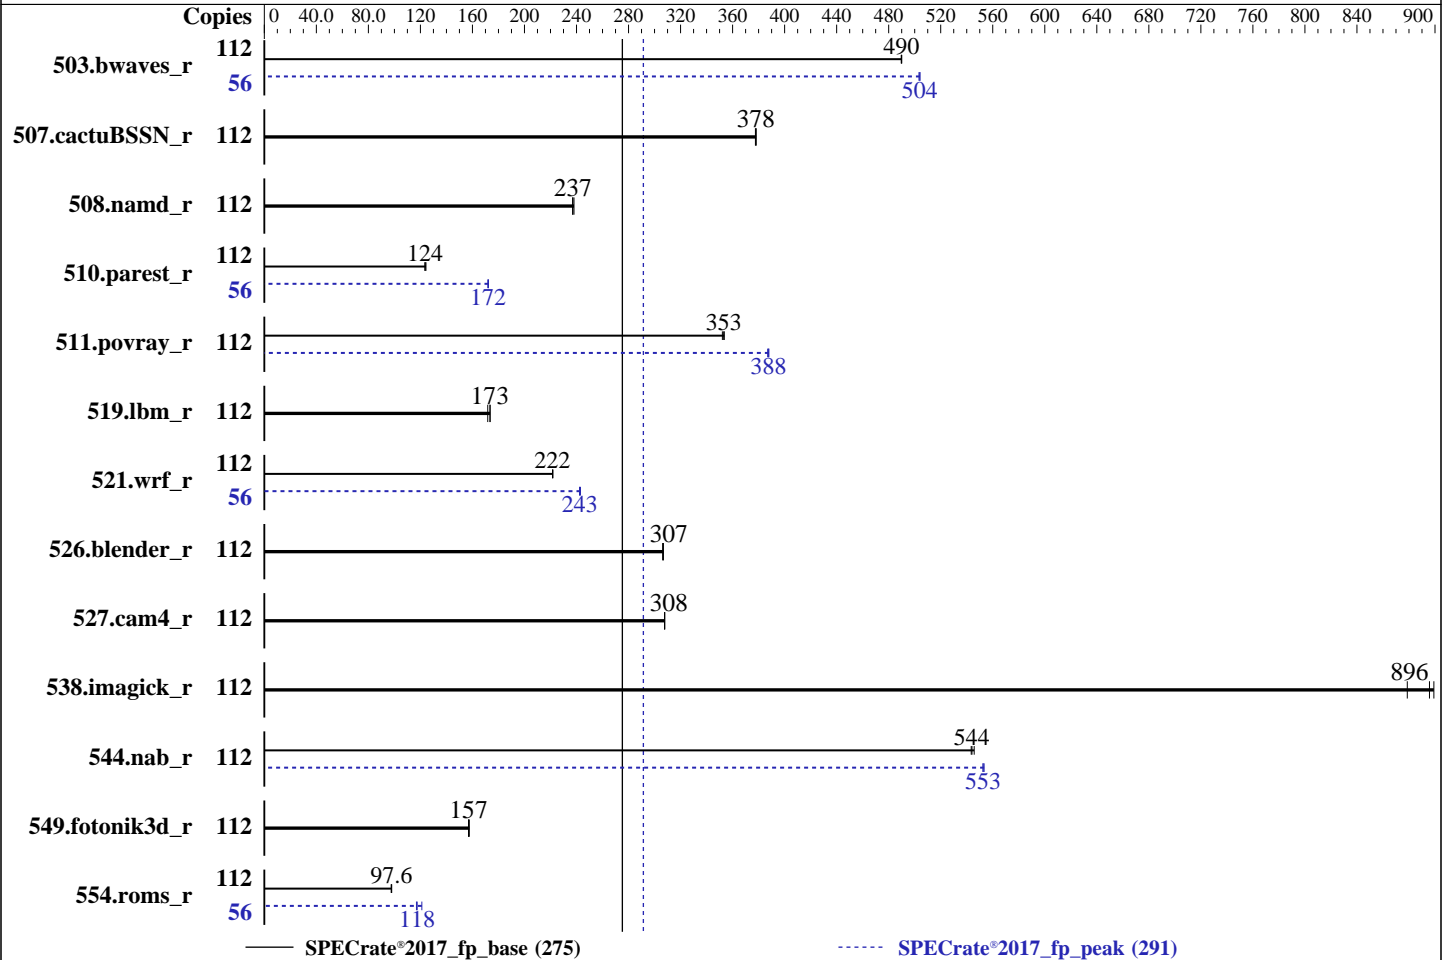 Copies 0 40.0 80.0 120 160 200 240 280 320 360 400 440 480 520 560 600 640 680 720 760 800 840 900
503.bwaves_r 112 490
56 504
507.cactuBSSN_r 112 378
508.namd_r 112 237
510.parest_r 112 124
56 172
511.povray_r 112 353
388
519.lbm_r 112 173
521.wrf_r 112 222
56 243
526.blender_r 112 307
527.cam4_r 112 308
538.imagick_r 112 896
544.nab_r 112 544
553
549.fotonik3d_r 112 157
554.roms_r 112 97.6
56 118
SPECrate®2017_fp_base (275) SPECrate®2017_fp_peak (291)